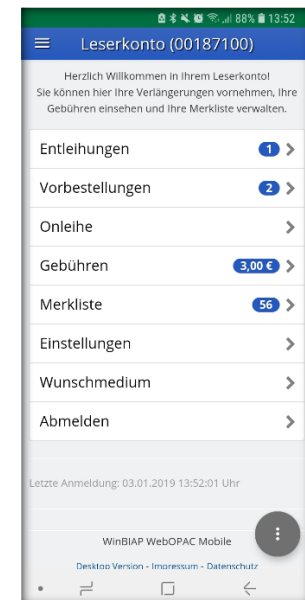 88% 13:52
Leserkonto (00187100)
Herzlich Willkommen in Ihrem Leserkonto!
Sie können hier Ihre Verlängerungen vornehmen, Ihre
Gebühren einsehen und Ihre Merkliste verwalten.
Entleihungen 1
Vorbestellungen 2
Onleihe
Gebühren 3,00 €
Merkliste 56
Einstellungen
Wunschmedium
Abmelden
Letzte Anmeldung: 03.01.2019 13:52:01 Uhr
WinBIAP WebOPAC Mobile
Desktop Version - Impressum - Datenschutz